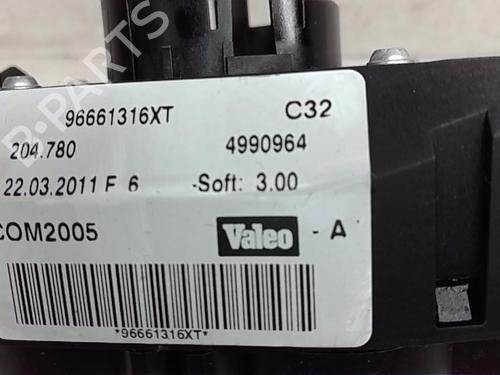 96661316XT C32
204.780 4990964
22.03.2011 F 6 -Soft: 3.00
COM2005 Valeo - A
*96661316XT*
B-PARTS